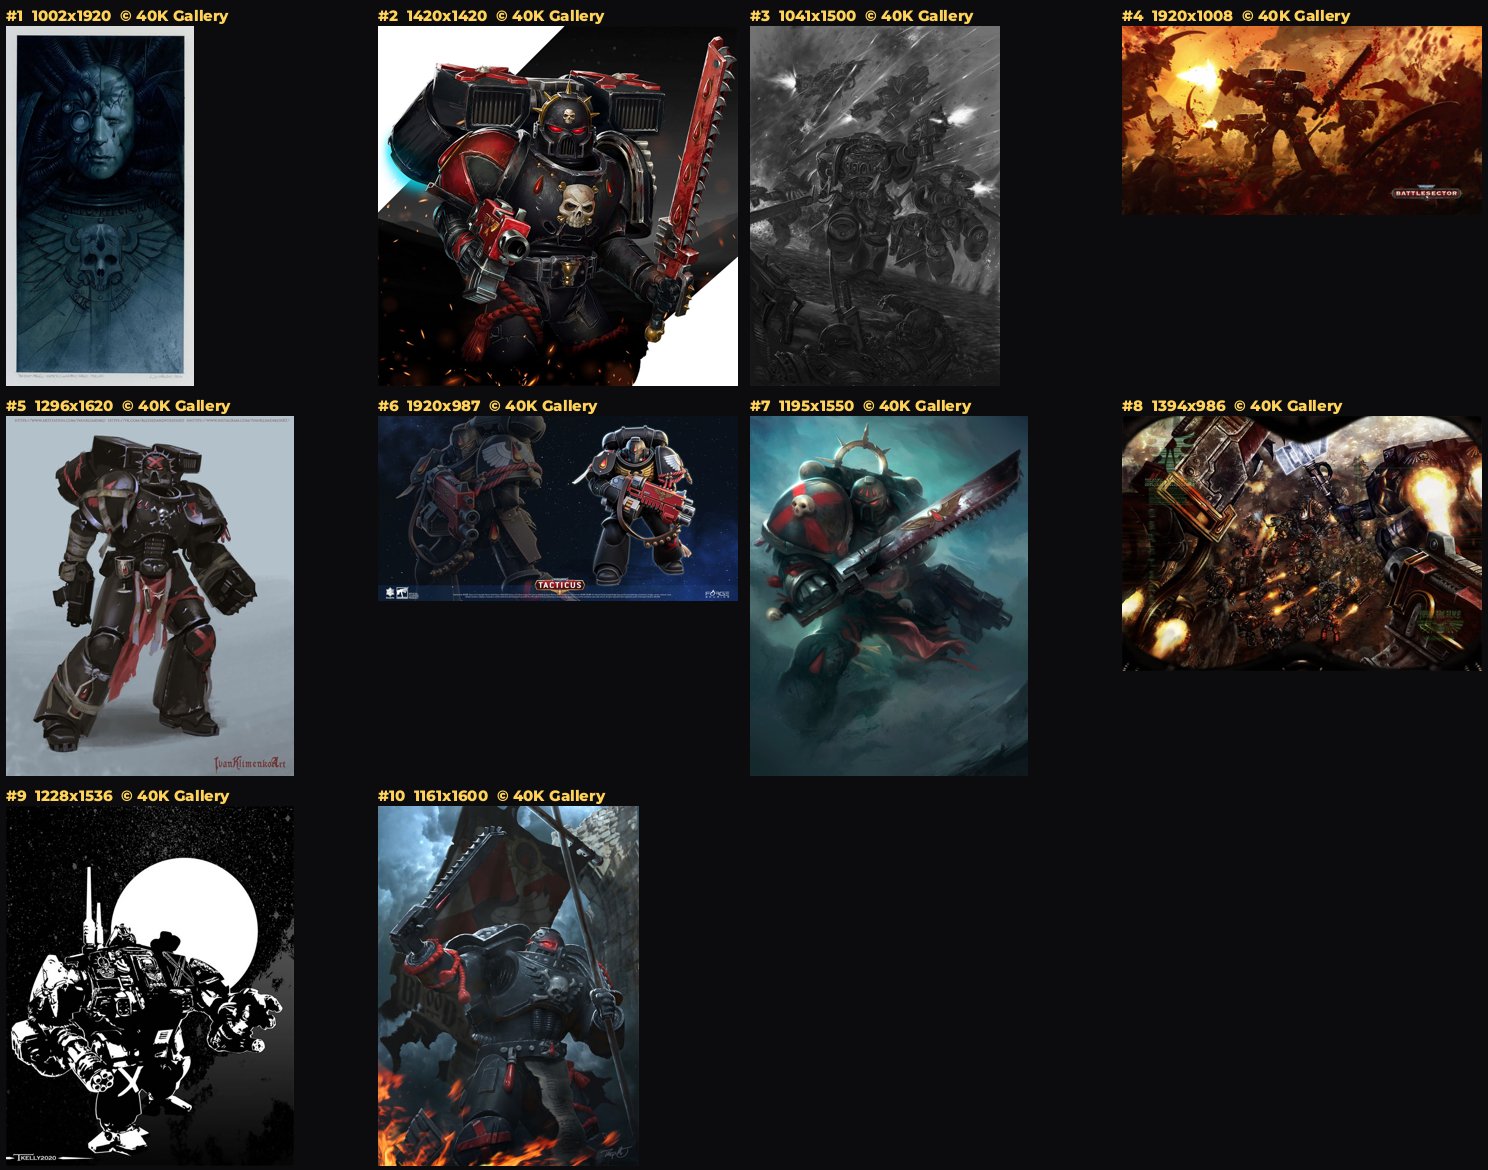 #1 1002x1920 © 40K Gallery
#2 1420x1420 © 40K Gallery
#3 1041x1500 © 40K Gallery
#4 1920x1008 © 40K Gallery
BATTLESECTOR
#5 1296x1620 © 40K Gallery
#6 1920x987 © 40K Gallery
#7 1195x1550 © 40K Gallery
#8 1394x986 © 40K Gallery
TACTICUS
IvanKlimenkoArt
#9 1228x1536 © 40K Gallery
#10 1161x1600 © 40K Gallery
BLOOD
TKELLY2020